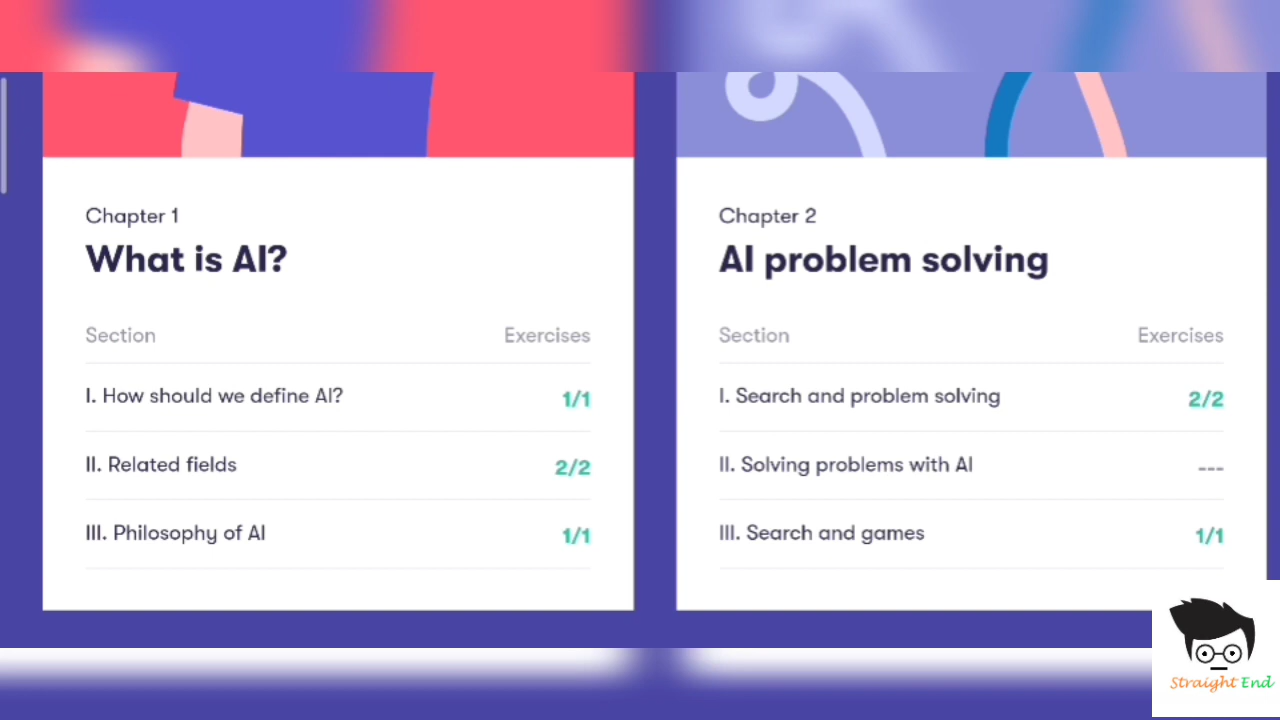 Chapter 1
What is AI?
Section Exercises
I. How should we define AI? 1/1
II. Related fields 2/2
III. Philosophy of AI 1/1
Chapter 2
AI problem solving
Section Exercises
I. Search and problem solving 2/2
II. Solving problems with AI ---
III. Search and games 1/1
Straight End